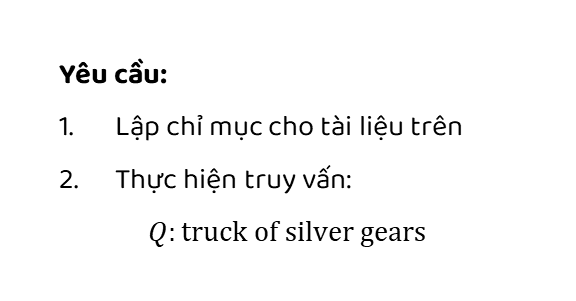 Yêu cầu:
1. Lập chỉ mục cho tài liệu trên
2. Thực hiện truy vấn:
Q: truck of silver gears